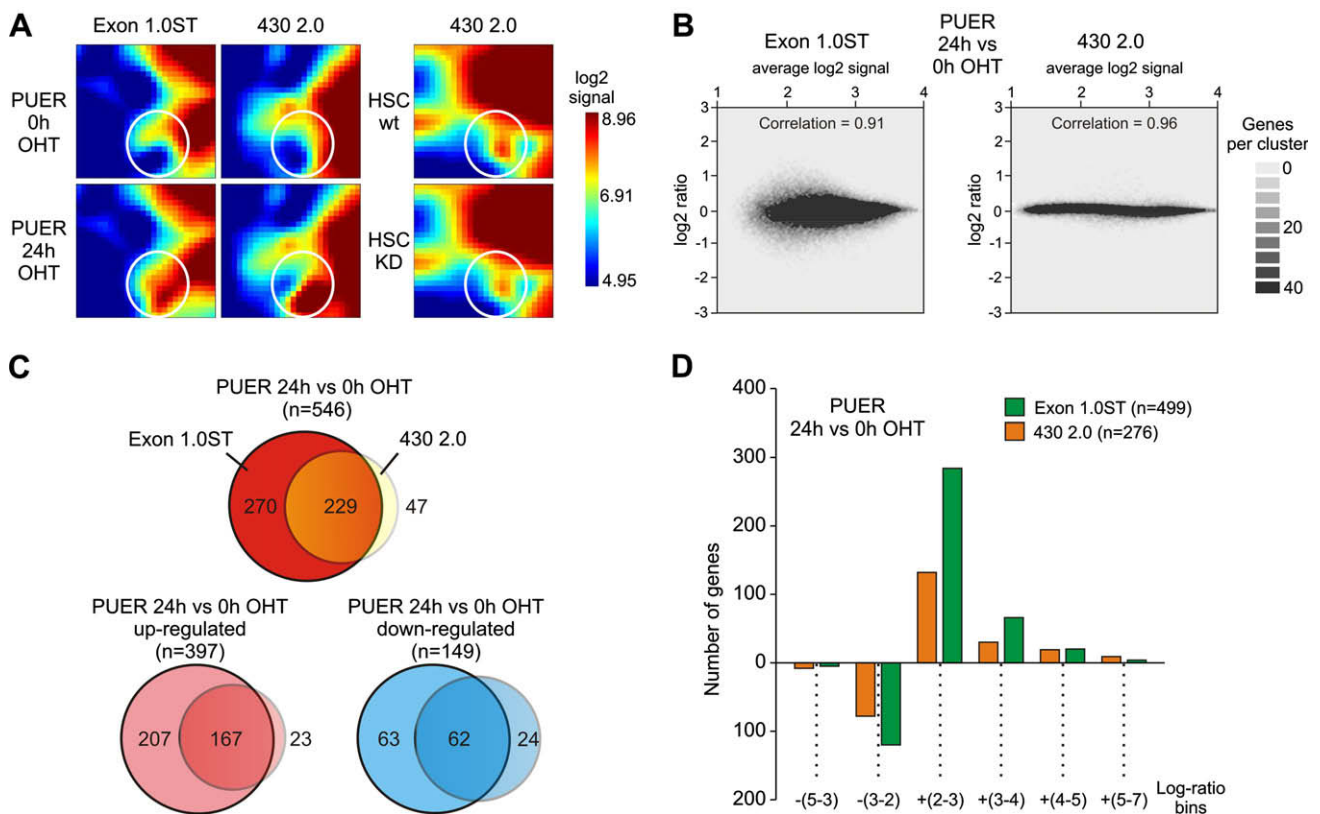 A
Exon 1.0ST
430 2.0
430 2.0
PUER
0h
OHT
HSC
wt
PUER
24h
OHT
HSC
KD
log2
signal
8.96
6.91
4.95
B
Exon 1.0ST
average log2 signal
PUER
24h vs
0h OHT
430 2.0
average log2 signal
1 2 3 4
1 2 3 4
Correlation = 0.91
Correlation = 0.96
log2 ratio
3
2
1
0
-1
-2
-3
log2 ratio
3
2
1
0
-1
-2
-3
Genes
per cluster
0
20
40
C
PUER 24h vs 0h OHT
(n=546)
Exon 1.0ST
430 2.0
270 229 47
PUER 24h vs 0h OHT
up-regulated
(n=397)
207 167 23
PUER 24h vs 0h OHT
down-regulated
(n=149)
63 62 24
D
PUER
24h vs 0h OHT
Exon 1.0ST (n=499)
430 2.0 (n=276)
Number of genes
400
300
200
100
0
100
200
-(5-3) -(3-2) +(2-3) +(3-4) +(4-5) +(5-7)
Log-ratio
bins